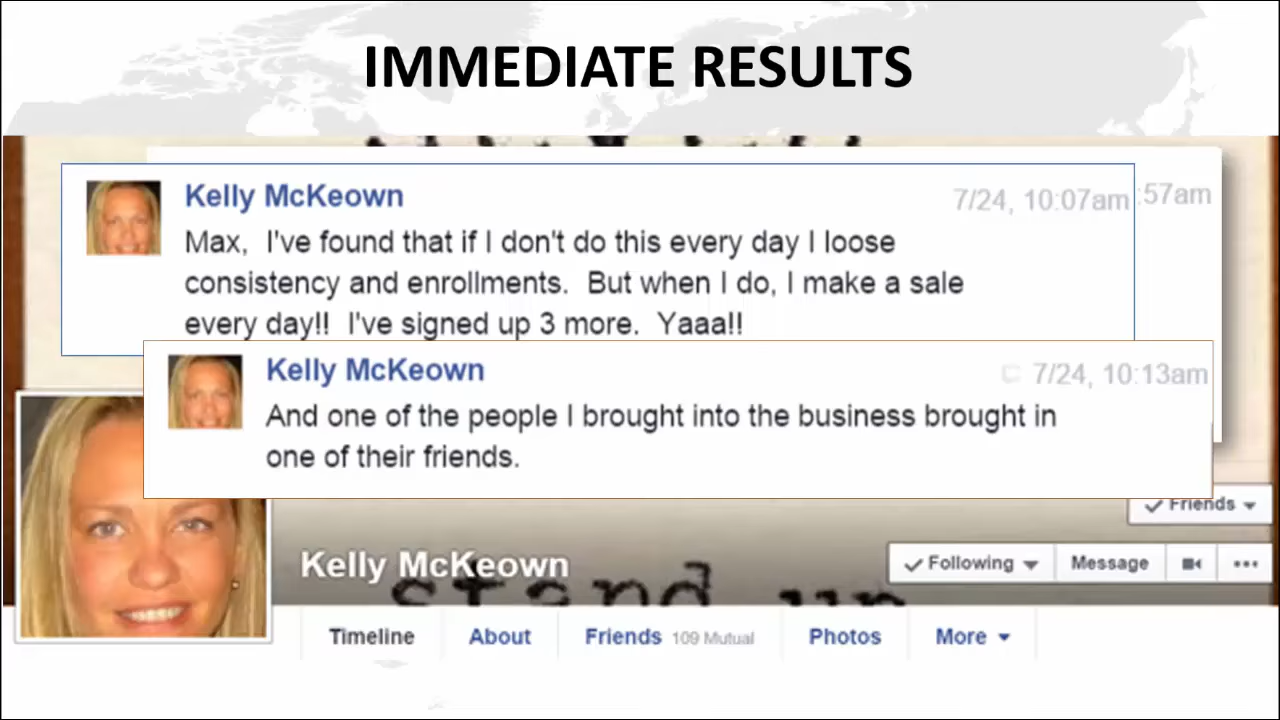 IMMEDIATE RESULTS
Kelly McKeown
7/24, 10:07am
:57am
Max, I've found that if I don't do this every day I loose
consistency and enrollments. But when I do, I make a sale
every day!! I've signed up 3 more. Yaaa!!
Kelly McKeown
7/24, 10:13am
And one of the people I brought into the business brought in
one of their friends.
Friends
Kelly McKeown
Following
Message
stand up
Timeline
About
Friends 109 Mutual
Photos
More